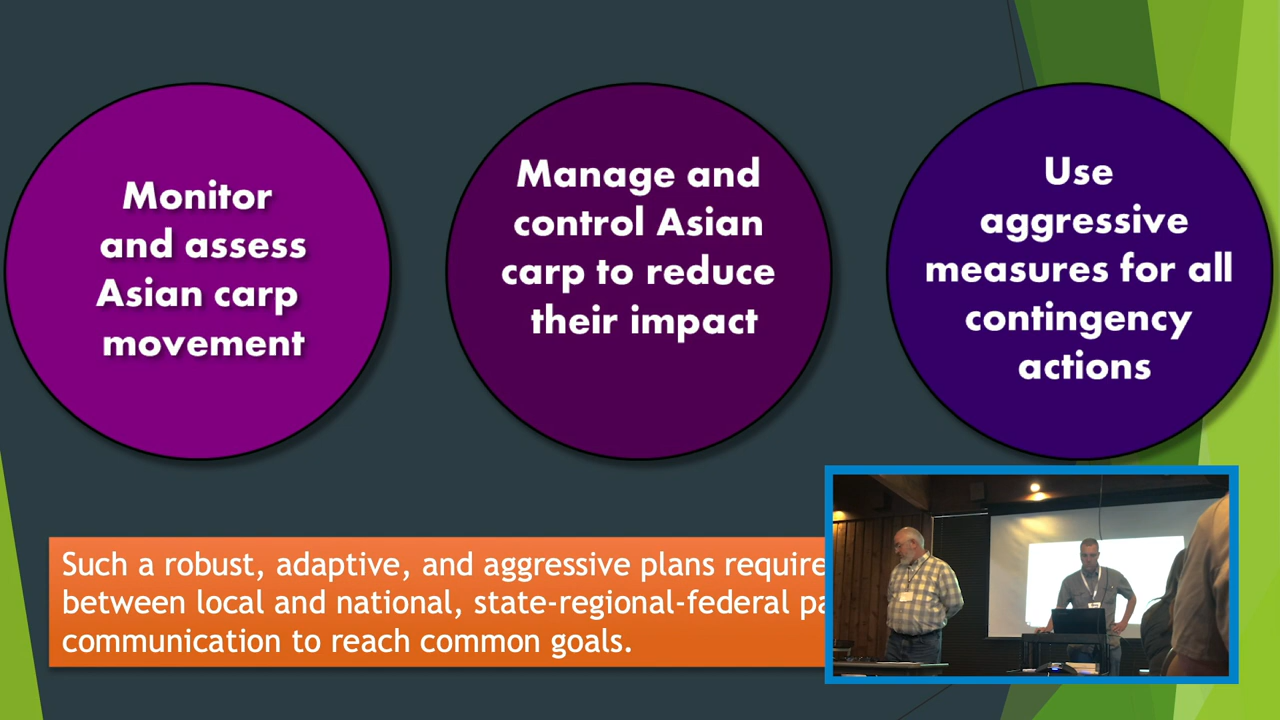 Monitor
and assess
Asian carp
movement
Manage and
control Asian
carp to reduce
their impact
Use
aggressive
measures for all
contingency
actions
Such a robust, adaptive, and aggressive plans require
between local and national, state-regional-federal
communication to reach common goals.